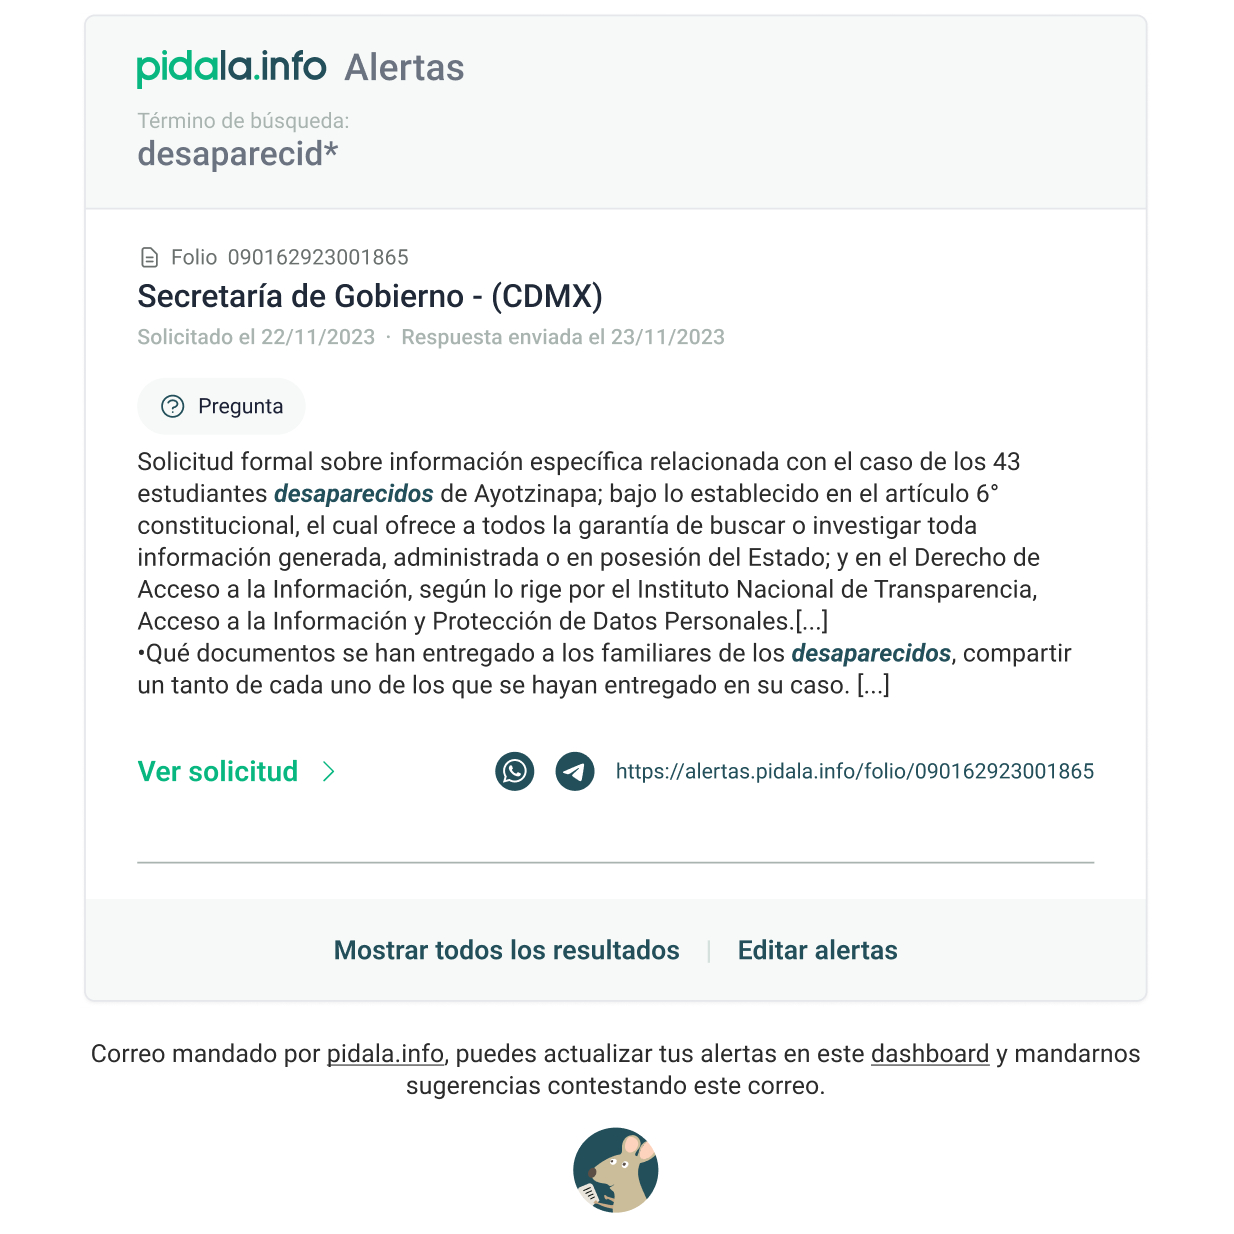 pidala.info Alertas
Término de búsqueda:
desaparecid*
Folio 090162923001865
Secretaría de Gobierno - (CDMX)
Solicitado el 22/11/2023 · Respuesta enviada el 23/11/2023
Pregunta
Solicitud formal sobre información específica relacionada con el caso de los 43
estudiantes desaparecidos de Ayotzinapa; bajo lo establecido en el artículo 6°
constitucional, el cual ofrece a todos la garantía de buscar o investigar toda
información generada, administrada o en posesión del Estado; y en el Derecho de
Acceso a la Información, según lo rige por el Instituto Nacional de Transparencia,
Acceso a la Información y Protección de Datos Personales.[...]
•Qué documentos se han entregado a los familiares de los desaparecidos, compartir
un tanto de cada uno de los que se hayan entregado en su caso. [...]
Ver solicitud
https://alertas.pidala.info/folio/090162923001865
Mostrar todos los resultados | Editar alertas
Correo mandado por pidala.info, puedes actualizar tus alertas en este dashboard y mandarnos
sugerencias contestando este correo.